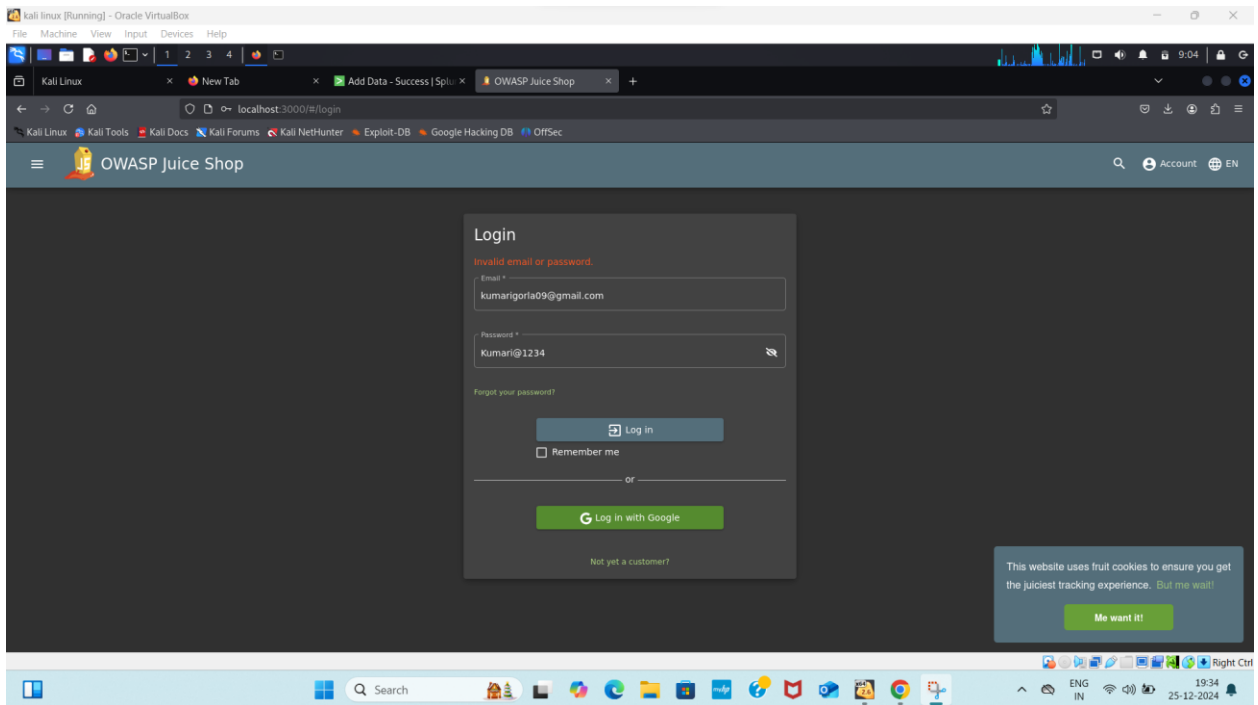 kali linux [Running] - Oracle VirtualBox
File Machine View Input Devices Help
1 2 3 4 9:04
Kali Linux New Tab Add Data - Success | Splu OWASP Juice Shop
localhost:3000/#/login
Kali Linux Kali Tools Kali Docs Kali Forums Kali NetHunter Exploit-DB Google Hacking DB OffSec
OWASP Juice Shop Account EN
Login
Invalid email or password.
Email *
kumarigorla09@gmail.com
Password *
Kumari@1234
Forgot your password?
Log in
Remember me
or
Log in with Google
Not yet a customer?
This website uses fruit cookies to ensure you get
the juiciest tracking experience. But me wait!
Me want it!
Right Ctrl
Search
ENG 19:34
IN 25-12-2024